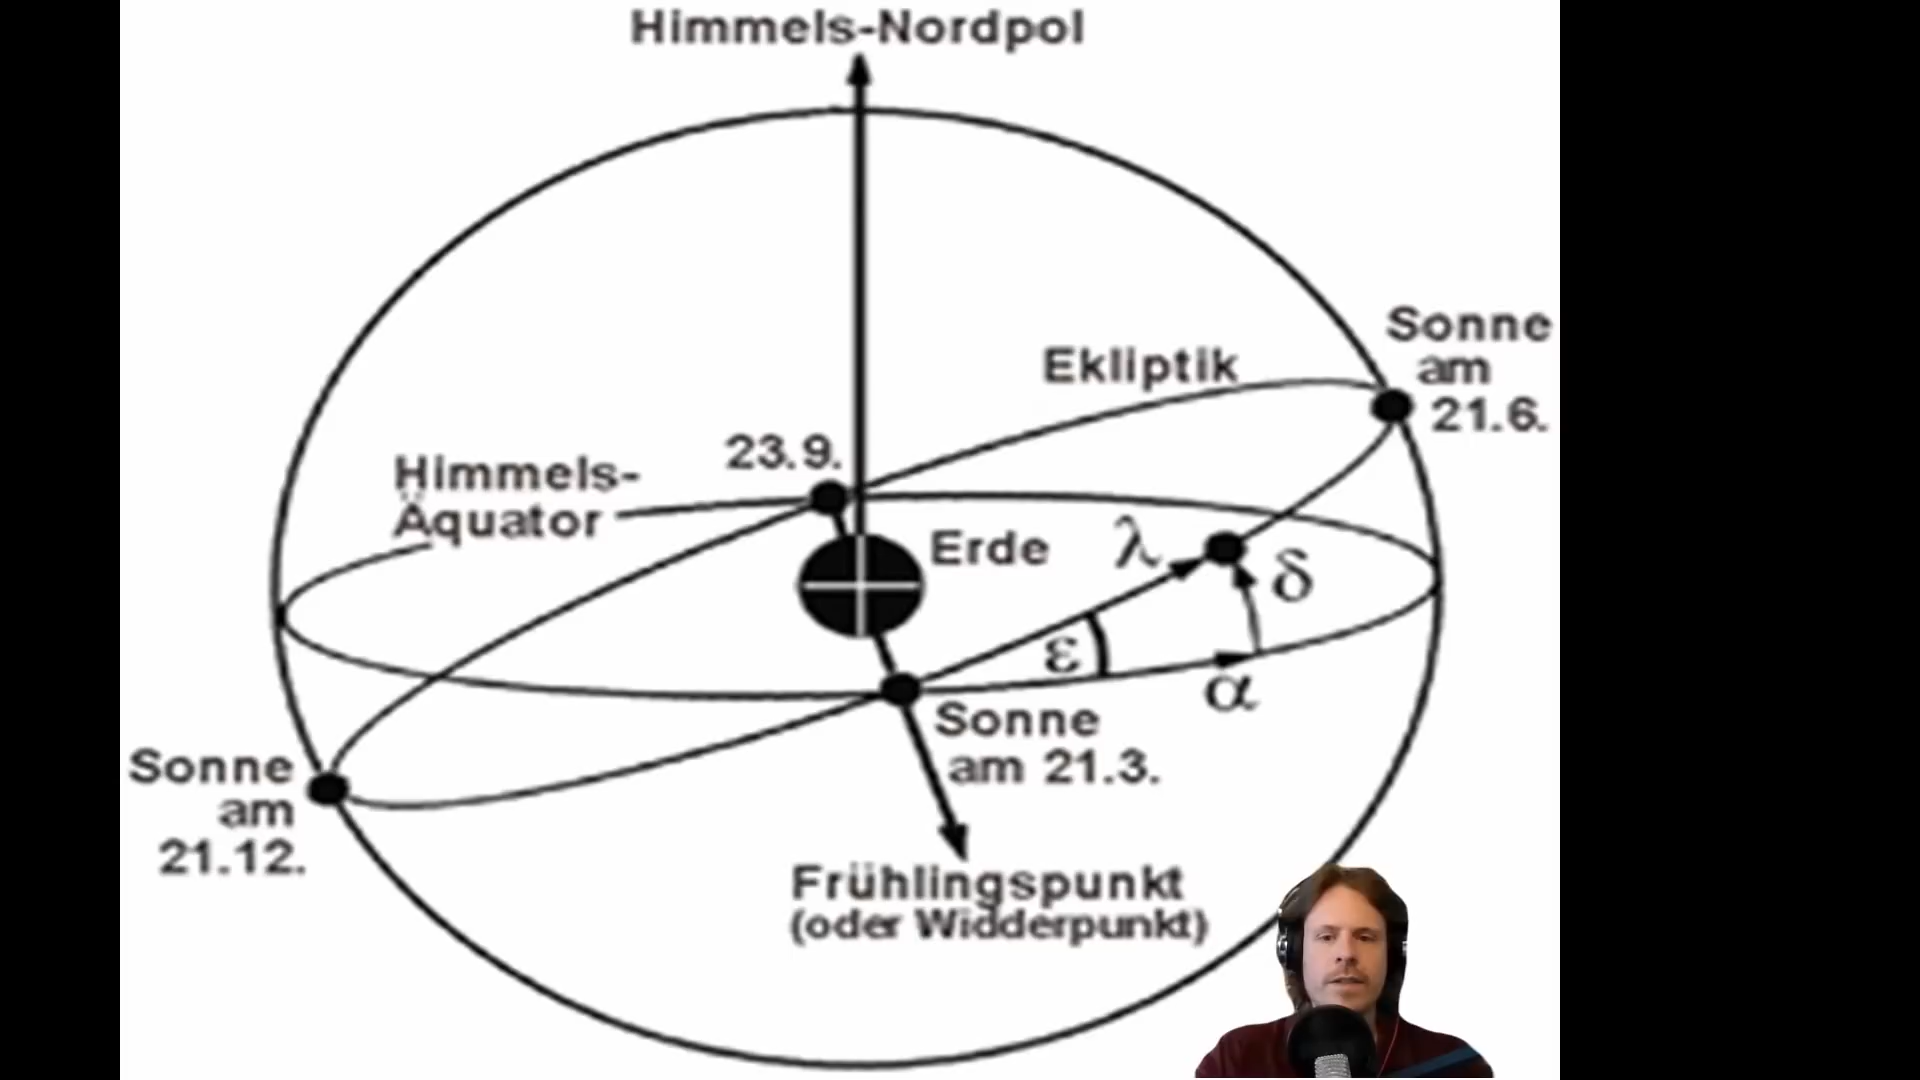 Himmels-Nordpol
Sonne
am
21.6.
Ekliptik
23.9.
Himmels-
Äquator
Erde
λ
δ
ε
α
Sonne
am 21.3.
Sonne
am
21.12.
Frühlingspunkt
(oder Widderpunkt)